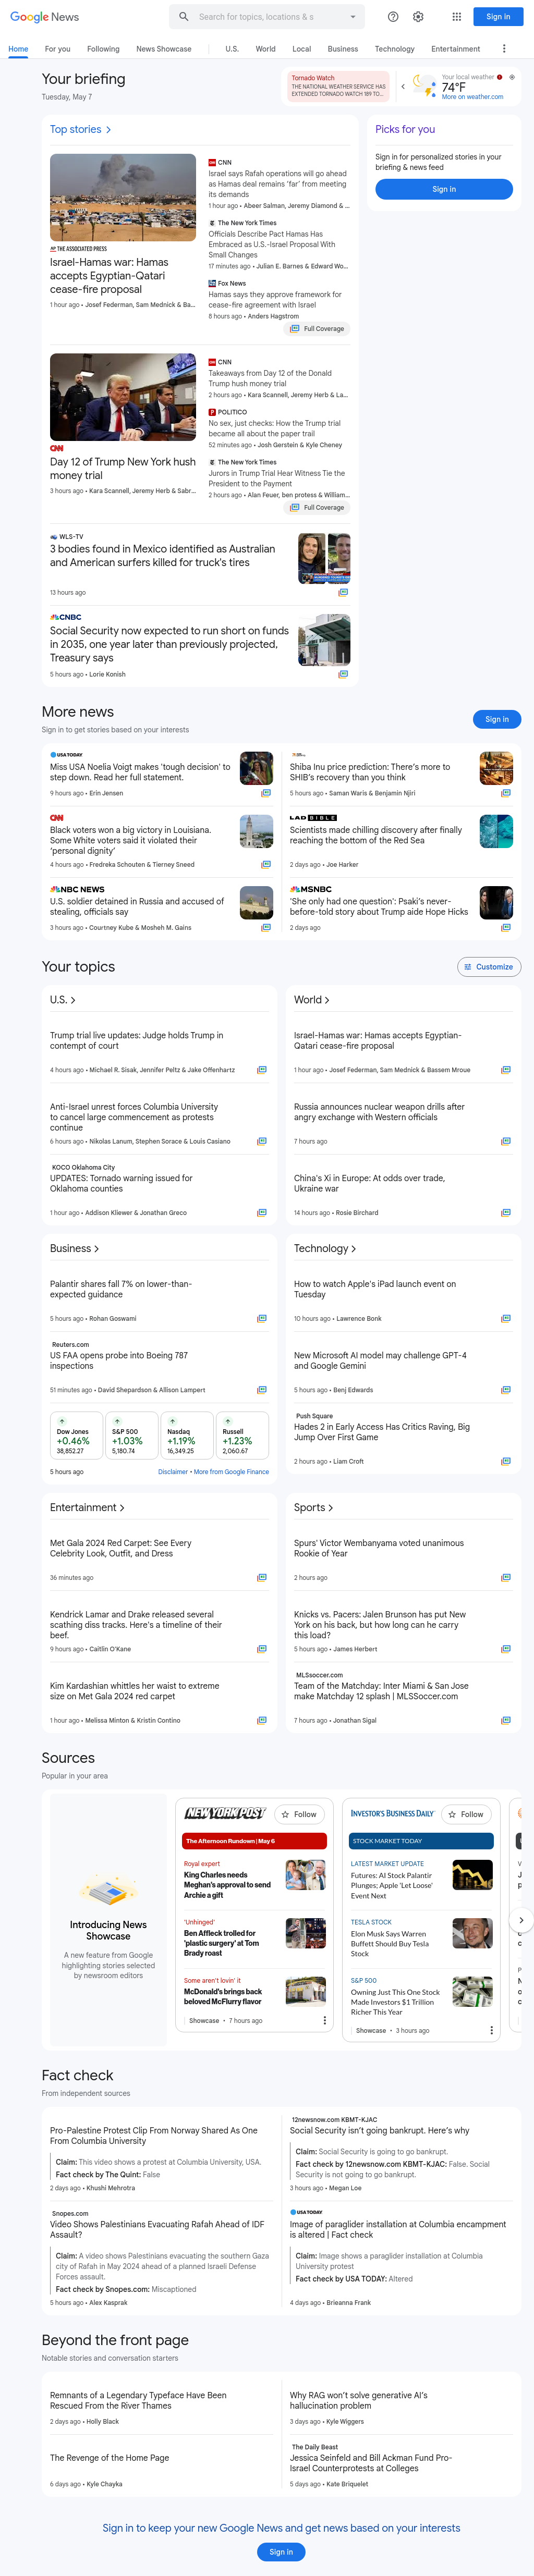 Google News
Search for topics, locations & s
Sign in
Home
For you
Following
News Showcase
U.S.
World
Local
Business
Technology
Entertainment
Your briefing
Tuesday, May 7
Tornado Watch
THE NATIONAL WEATHER SERVICE HAS
EXTENDED TORNADO WATCH 189 TO...
Your local weather
74°F
More on weather.com
Top stories
THE ASSOCIATED PRESS
Israel-Hamas war: Hamas
accepts Egyptian-Qatari
cease-fire proposal
1 hour ago • Josef Federman, Sam Mednick & Ba...
CNN
Israel says Rafah operations will go ahead
as Hamas deal remains 'far' from meeting
its demands
1 hour ago • Abeer Salman, Jeremy Diamond & ...
The New York Times
Officials Describe Pact Hamas Has
Embraced as U.S.-Israel Proposal With
Small Changes
17 minutes ago • Julian E. Barnes & Edward Wo...
Fox News
Hamas says they approve framework for
cease-fire agreement with Israel
8 hours ago • Anders Hagstrom
Full Coverage
CNN
Day 12 of Trump New York hush
money trial
3 hours ago • Kara Scannell, Jeremy Herb & Sabr...
CNN
Takeaways from Day 12 of the Donald
Trump hush money trial
2 hours ago • Kara Scannell, Jeremy Herb & La...
POLITICO
No sex, just checks: How the Trump trial
became all about the paper trail
52 minutes ago • Josh Gerstein & Kyle Cheney
The New York Times
Jurors in Trump Trial Hear Witness Tie the
President to the Payment
2 hours ago • Alan Feuer, ben protess & William...
Full Coverage
WLS-TV
3 bodies found in Mexico identified as Australian
and American surfers killed for truck's tires
13 hours ago
CNBC
Social Security now expected to run short on funds
in 2035, one year later than previously projected,
Treasury says
5 hours ago • Lorie Konish
Picks for you
Sign in for personalized stories in your
briefing & news feed
Sign in
More news
Sign in to get stories based on your interests
Sign in
USA TODAY
Miss USA Noelia Voigt makes 'tough decision' to
step down. Read her full statement.
9 hours ago • Erin Jensen
Shiba Inu price prediction: There's more to
SHIB's recovery than you think
5 hours ago • Saman Waris & Benjamin Njiri
CNN
Black voters won a big victory in Louisiana.
Some White voters said it violated their
'personal dignity'
4 hours ago • Fredreka Schouten & Tierney Sneed
LADBIBLE
Scientists made chilling discovery after finally
reaching the bottom of the Red Sea
2 days ago • Joe Harker
NBC NEWS
U.S. soldier detained in Russia and accused of
stealing, officials say
3 hours ago • Courtney Kube & Mosheh M. Gains
MSNBC
'She only had one question': Psaki's never-
before-told story about Trump aide Hope Hicks
2 days ago
Your topics
Customize
U.S.
Trump trial live updates: Judge holds Trump in
contempt of court
4 hours ago • Michael R. Sisak, Jennifer Peltz & Jake Offenhartz
Anti-Israel unrest forces Columbia University
to cancel large commencement as protests
continue
6 hours ago • Nikolas Lanum, Stephen Sorace & Louis Casiano
KOCO Oklahoma City
UPDATES: Tornado warning issued for
Oklahoma counties
1 hour ago • Addison Kliewer & Jonathan Greco
World
Israel-Hamas war: Hamas accepts Egyptian-
Qatari cease-fire proposal
1 hour ago • Josef Federman, Sam Mednick & Bassem Mroue
Russia announces nuclear weapon drills after
angry exchange with Western officials
7 hours ago
China's Xi in Europe: At odds over trade,
Ukraine war
14 hours ago • Rosie Birchard
Business
Palantir shares fall 7% on lower-than-
expected guidance
5 hours ago • Rohan Goswami
Reuters.com
US FAA opens probe into Boeing 787
inspections
51 minutes ago • David Shepardson & Allison Lampert
Dow Jones
+0.46%
38,852.27
S&P 500
+1.03%
5,180.74
Nasdaq
+1.19%
16,349.25
Russell
+1.23%
2,060.67
5 hours ago
Disclaimer • More from Google Finance
Technology
How to watch Apple's iPad launch event on
Tuesday
10 hours ago • Lawrence Bonk
New Microsoft AI model may challenge GPT-4
and Google Gemini
5 hours ago • Benj Edwards
Push Square
Hades 2 in Early Access Has Critics Raving, Big
Jump Over First Game
2 hours ago • Liam Croft
Entertainment
Met Gala 2024 Red Carpet: See Every
Celebrity Look, Outfit, and Dress
36 minutes ago
Kendrick Lamar and Drake released several
scathing diss tracks. Here's a timeline of their
beef.
9 hours ago • Caitlin O'Kane
Kim Kardashian whittles her waist to extreme
size on Met Gala 2024 red carpet
1 hour ago • Melissa Minton & Kristin Contino
Sports
Spurs' Victor Wembanyama voted unanimous
Rookie of Year
2 hours ago
Knicks vs. Pacers: Jalen Brunson has put New
York on his back, but how long can he carry
this load?
5 hours ago • James Herbert
MLSsoccer.com
Team of the Matchday: Inter Miami & San Jose
make Matchday 12 splash | MLSSoccer.com
7 hours ago • Jonathan Sigal
Sources
Popular in your area
Introducing News
Showcase
A new feature from Google
highlighting stories selected
by newsroom editors
NEW YORK POST
Follow
The Afternoon Rundown | May 6
Royal expert
King Charles needs
Meghan's approval to send
Archie a gift
'Unhinged'
Ben Affleck trolled for
'plastic surgery' at Tom
Brady roast
Some aren't lovin' it
McDonald's brings back
beloved McFlurry flavor
Showcase • 7 hours ago
INVESTOR'S BUSINESS DAILY
Follow
STOCK MARKET TODAY
LATEST MARKET UPDATE
Futures: AI Stock Palantir
Plunges; Apple 'Let Loose'
Event Next
TESLA STOCK
Elon Musk Says Warren
Buffett Should Buy Tesla
Stock
S&P 500
Owning Just This One Stock
Made Investors $1 Trillion
Richer This Year
Showcase • 3 hours ago
Fact check
From independent sources
Pro-Palestine Protest Clip From Norway Shared As One
From Columbia University
Claim: This video shows a protest at Columbia University, USA.
Fact check by The Quint: False
2 days ago • Khushi Mehrotra
12newsnow.com KBMT-KJAC
Social Security isn't going bankrupt. Here's why
Claim: Social Security is going to go bankrupt.
Fact check by 12newsnow.com KBMT-KJAC: False. Social
Security is not going to go bankrupt.
3 hours ago • Megan Loe
Snopes.com
Video Shows Palestinians Evacuating Rafah Ahead of IDF
Assault?
Claim: A video shows Palestinians evacuating the southern Gaza
city of Rafah in May 2024 ahead of a planned Israeli Defense
Forces assault.
Fact check by Snopes.com: Miscaptioned
5 hours ago • Alex Kasprak
USA TODAY
Image of paraglider installation at Columbia encampment
is altered | Fact check
Claim: Image shows a paraglider installation at Columbia
University protest
Fact check by USA TODAY: Altered
4 days ago • Brieanna Frank
Beyond the front page
Notable stories and conversation starters
Remnants of a Legendary Typeface Have Been
Rescued From the River Thames
2 days ago • Holly Black
Why RAG won't solve generative AI's
hallucination problem
3 days ago • Kyle Wiggers
The Revenge of the Home Page
6 days ago • Kyle Chayka
The Daily Beast
Jessica Seinfeld and Bill Ackman Fund Pro-
Israel Counterprotests at Colleges
5 days ago • Kate Briquelet
Sign in to keep your new Google News and get news based on your interests
Sign in